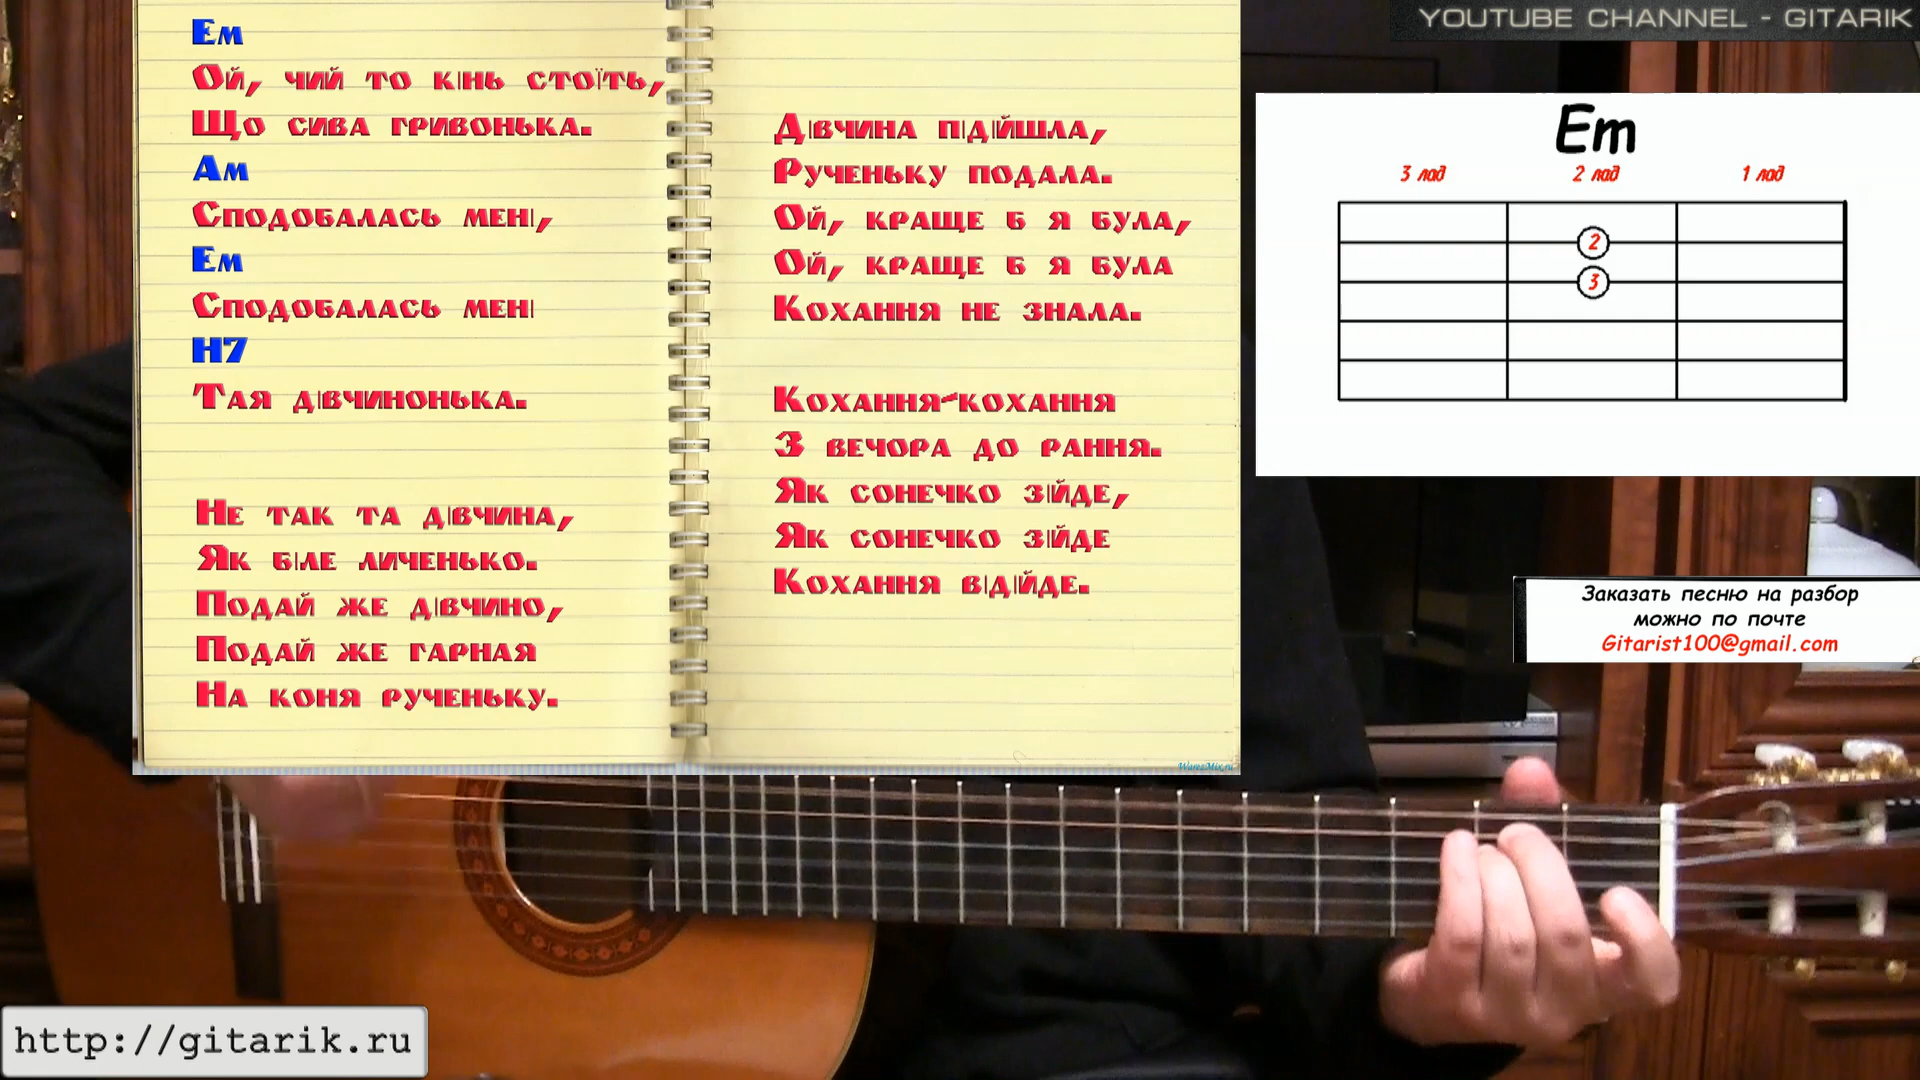 Em
Ой, чий то кінь стоїть,
Що сива гривонька.
Am
Сподобалась мені,
Em
Сподобалась мені
H7
Тая дівчинонька.
Не так та дівчина,
Як біле личенько.
Подай же дівчино,
Подай же гарная
На коня рученьку.
Дівчина підійшла,
Рученьку подала.
Ой, краще б я була,
Ой, краще б я була
Кохання не знала.
Кохання-кохання
З вечора до рання.
Як сонечко зійде,
Як сонечко зійде
Кохання відійде.
WarezMix.ru
YOUTUBE CHANNEL - GITARIK
Em
3 лад 2 лад 1 лад
2
3
Заказать песню на разбор
можно по почте
Gitarist100@gmail.com
http://gitarik.ru